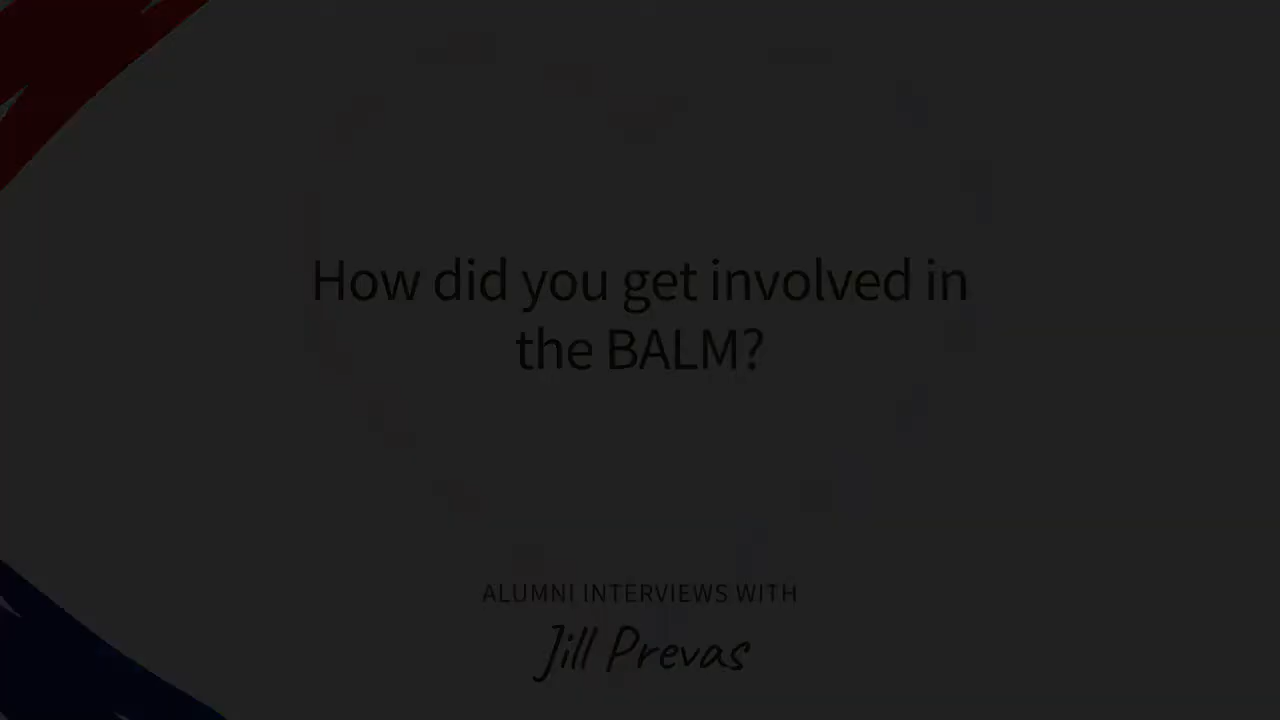 How did you get involved in
the BALM?
ALUMNI INTERVIEWS WITH
Jill Prevas